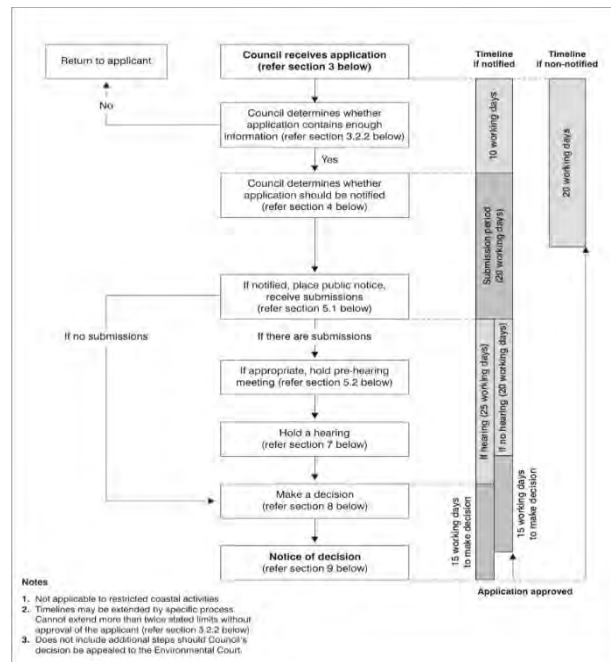 Return to applicant
Council receives application
(refer section 3 below)
Timeline
if notified
Timeline
if non-notified
No
Council determines whether
application contains enough
information (refer section 3.2.2 below)
10 working days
20 working days
Yes
Council determines whether
application should be notified
(refer section 4 below)
Submission period
(20 working days)
If notified, place public notice,
receive submissions
(refer section 5.1 below)
If no submissions
If there are submissions
If appropriate, hold pre-hearing
meeting (refer section 5.2 below)
If hearing (25 working days)
If no hearing (20 working days)
Hold a hearing
(refer section 7 below)
Make a decision
(refer section 8 below)
15 working days
to make decision
15 working days
to make decision
Notice of decision
(refer section 9 below)
Application approved
Notes
1. Not applicable to restricted coastal activities
2. Timelines may be extended by specific process.
Cannot extend more than twice stated limits without
approval of the applicant (refer section 3.2.2 below)
3. Does not include additional steps should Council's
decision be appealed to the Environmental Court.